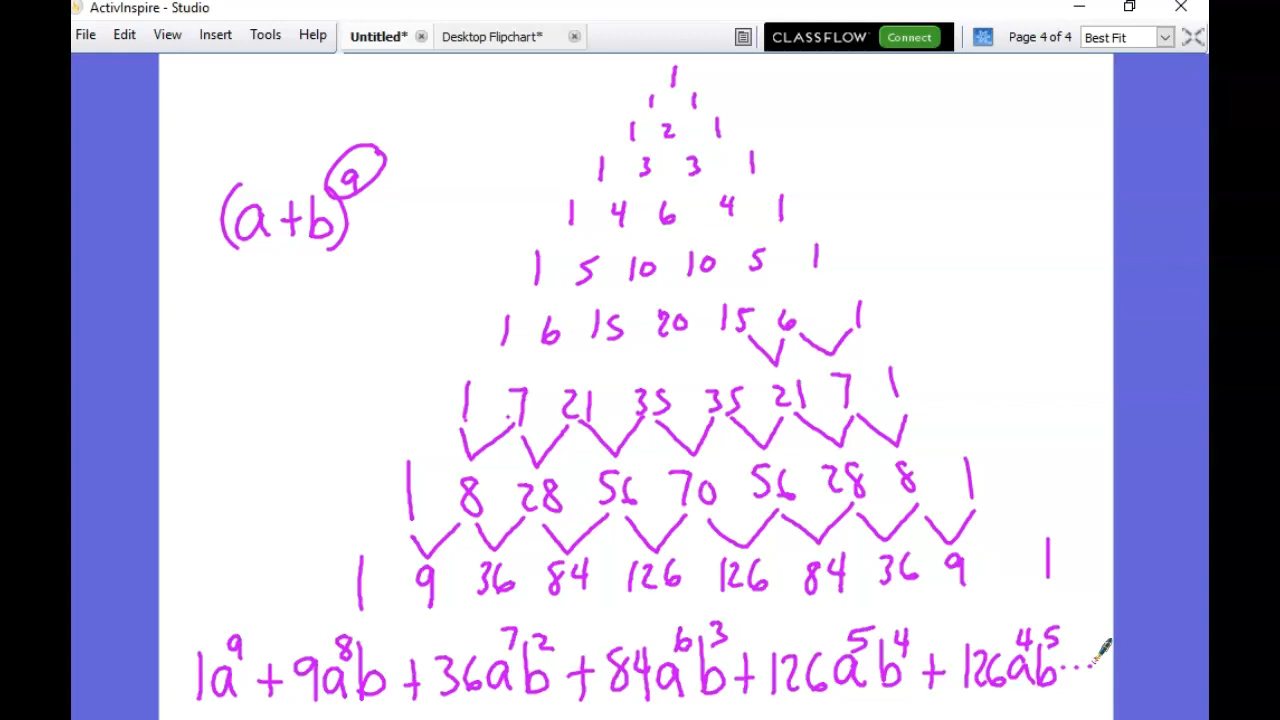 ActivInspire - Studio
File Edit View Insert Tools Help Untitled* Desktop Flipchart* CLASSFLOW Connect Page 4 of 4 Best Fit
1
1 1
1 2 1
1 3 3 1
(a+b)⁹
1 4 6 4 1
1 5 10 10 5 1
1 6 15 20 15 6 1
1 7 21 35 35 21 7 1
1 8 28 56 70 56 28 8 1
1 9 36 84 126 126 84 36 9 1
1a⁹ + 9a⁸b + 36a⁷b² + 84a⁶b³ + 126a⁵b⁴ + 126a⁴b⁵...